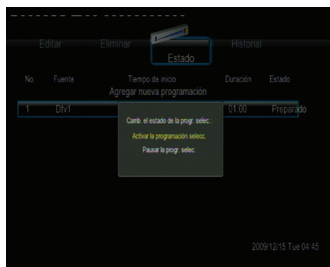 Editar Eliminar Estado Historial
No. Fuente Tiempo de inicio Duración Estado
Agregar nueva programación
1 Dtv1 01:00 Preparado
Camb. el estado de la progr. selec.:
Activar la programación selecc.
Pausar la progr. selec.
2009/12/15 Tue 04:45